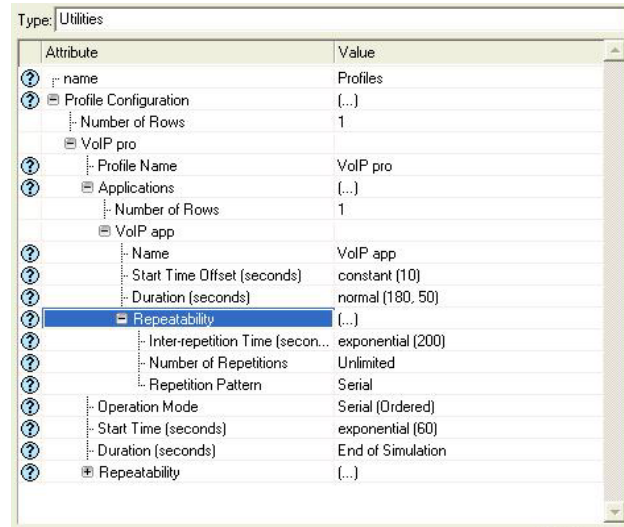 Type: Utilities
Attribute Value
name Profiles
Profile Configuration (...)
Number of Rows 1
VoIP pro
Profile Name VoIP pro
Applications (...)
Number of Rows 1
VoIP app
Name VoIP app
Start Time Offset (seconds) constant (10)
Duration (seconds) normal (180, 50)
Repeatability (...)
Inter-repetition Time (secon... exponential (200)
Number of Repetitions Unlimited
Repetition Pattern Serial
Operation Mode Serial (Ordered)
Start Time (seconds) exponential (60)
Duration (seconds) End of Simulation
Repeatability (...)